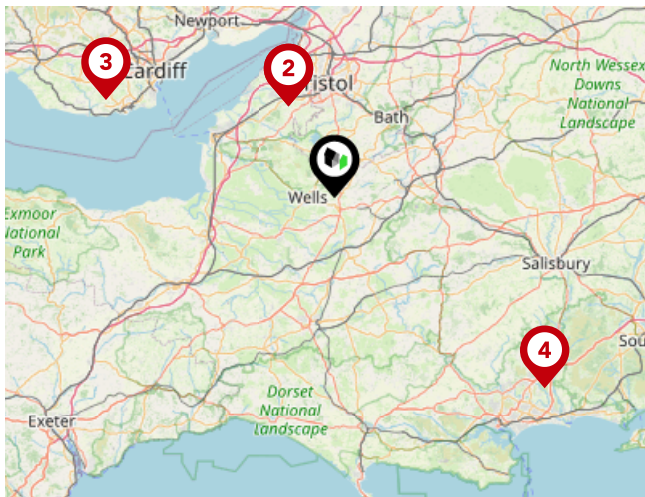 Newport
3
Cardiff
2
Bristol
North Wessex
Downs
National
Landscape
Bath
Wells
Exmoor
National
Park
Salisbury
4
Sou
Dorset
National
Landscape
Exeter